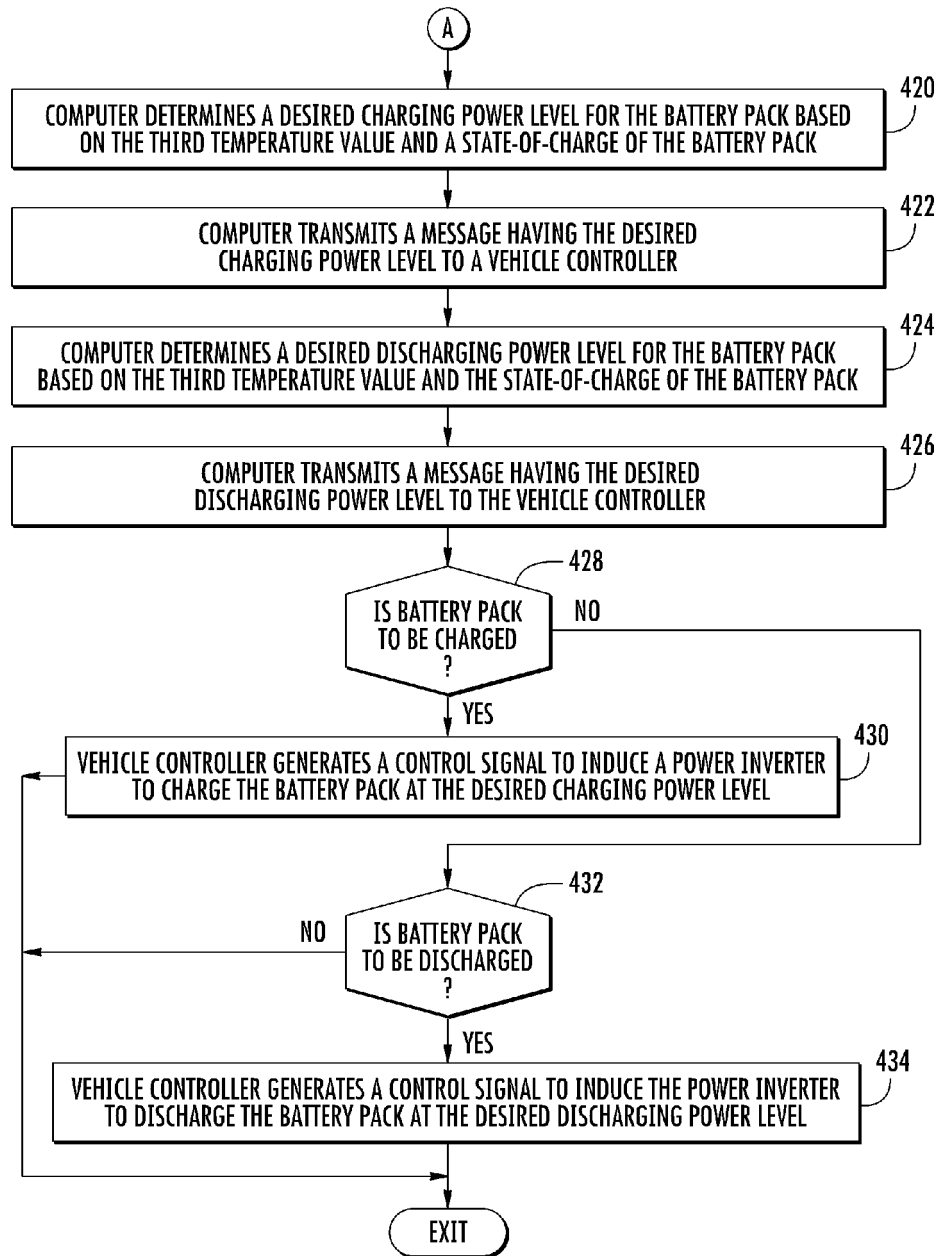 A
COMPUTER DETERMINES A DESIRED CHARGING POWER LEVEL FOR THE BATTERY PACK BASED
ON THE THIRD TEMPERATURE VALUE AND A STATE-OF-CHARGE OF THE BATTERY PACK
420
COMPUTER TRANSMITS A MESSAGE HAVING THE DESIRED
CHARGING POWER LEVEL TO A VEHICLE CONTROLLER
422
COMPUTER DETERMINES A DESIRED DISCHARGING POWER LEVEL FOR THE BATTERY PACK
BASED ON THE THIRD TEMPERATURE VALUE AND THE STATE-OF-CHARGE OF THE BATTERY PACK
424
COMPUTER TRANSMITS A MESSAGE HAVING THE DESIRED
DISCHARGING POWER LEVEL TO THE VEHICLE CONTROLLER
426
428
IS BATTERY PACK
TO BE CHARGED
?
NO
YES
VEHICLE CONTROLLER GENERATES A CONTROL SIGNAL TO INDUCE A POWER INVERTER
TO CHARGE THE BATTERY PACK AT THE DESIRED CHARGING POWER LEVEL
430
432
NO
IS BATTERY PACK
TO BE DISCHARGED
?
YES
VEHICLE CONTROLLER GENERATES A CONTROL SIGNAL TO INDUCE THE POWER INVERTER
TO DISCHARGE THE BATTERY PACK AT THE DESIRED DISCHARGING POWER LEVEL
434
EXIT